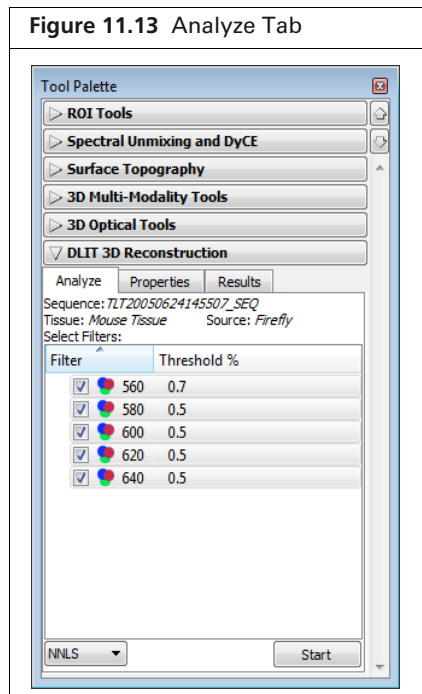 Figure 11.13 Analyze Tab
Tool Palette
ROI Tools
Spectral Unmixing and DyCE
Surface Topography
3D Multi-Modality Tools
3D Optical Tools
DLIT 3D Reconstruction
Analyze Properties Results
Sequence: TLT20050624145507_SEQ
Tissue: Mouse Tissue Source: Firefly
Select Filters:
Filter Threshold %
560 0.7
580 0.5
600 0.5
620 0.5
640 0.5
NNLS Start